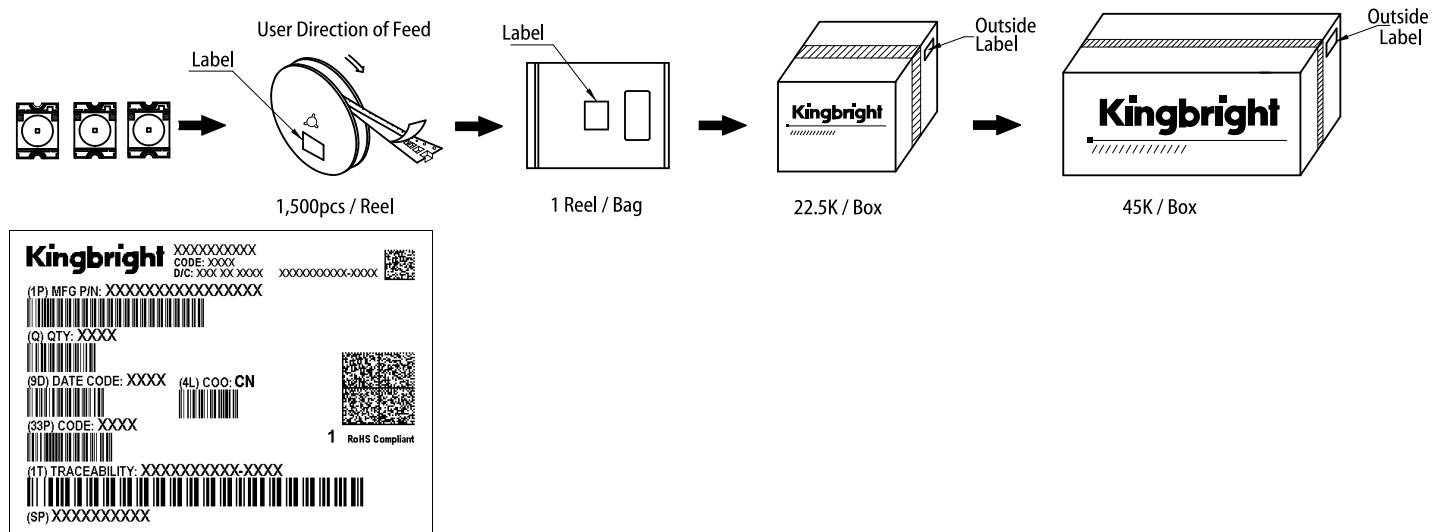 User Direction of Feed
Label
Label
Outside
Label
Outside
Label
Kingbright
Kingbright
1,500pcs / Reel
1 Reel / Bag
22.5K / Box
45K / Box
Kingbright
XXXXXXXXXX
CODE: XXXX
D/C: XXX XX XXXX
XXXXXXXXXX-XXXX
(1P) MFG P/N: XXXXXXXXXXXXXXXX
(Q) QTY: XXXX
(9D) DATE CODE: XXXX
(4L) COO: CN
(33P) CODE: XXXX
1
RoHS Compliant
(1T) TRACEABILITY: XXXXXXXXXX-XXXX
(SP) XXXXXXXXXX